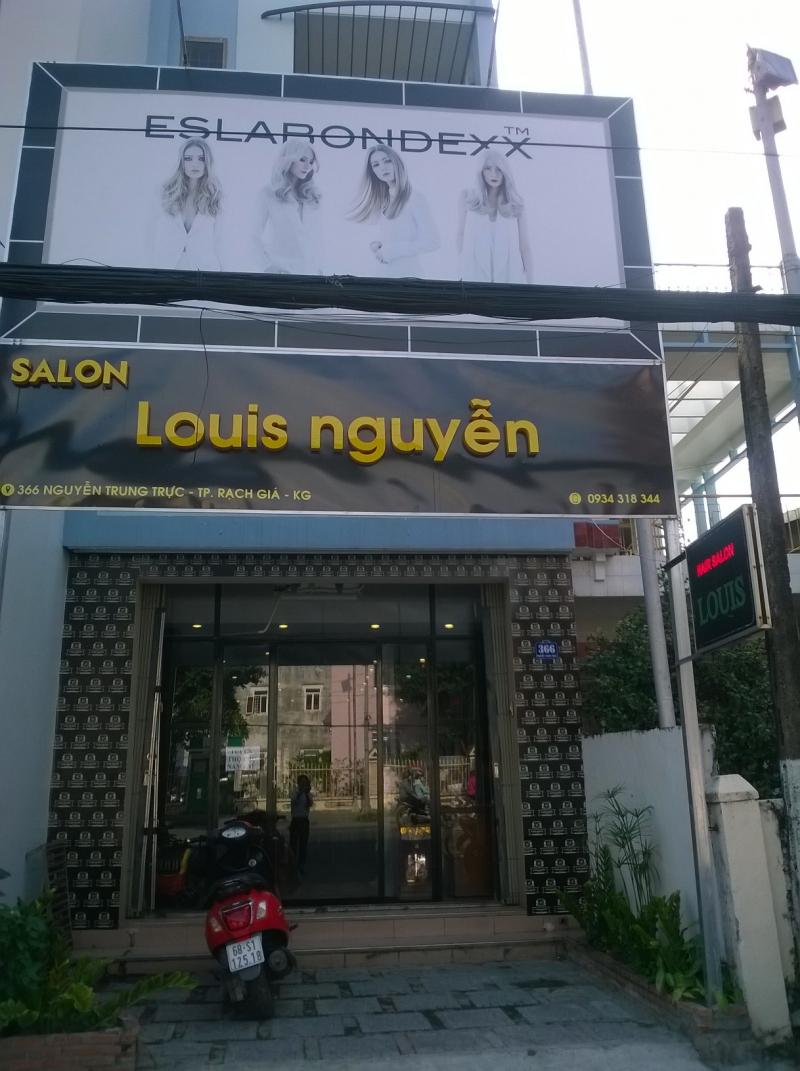 ESLARONDEXX™
SALON
Louis nguyễn
366 NGUYỄN TRUNG TRỰC - TP. RẠCH GIÁ - KG
0934 318 344
HAIR SALON
LOUIS
366
68-S1
125.18